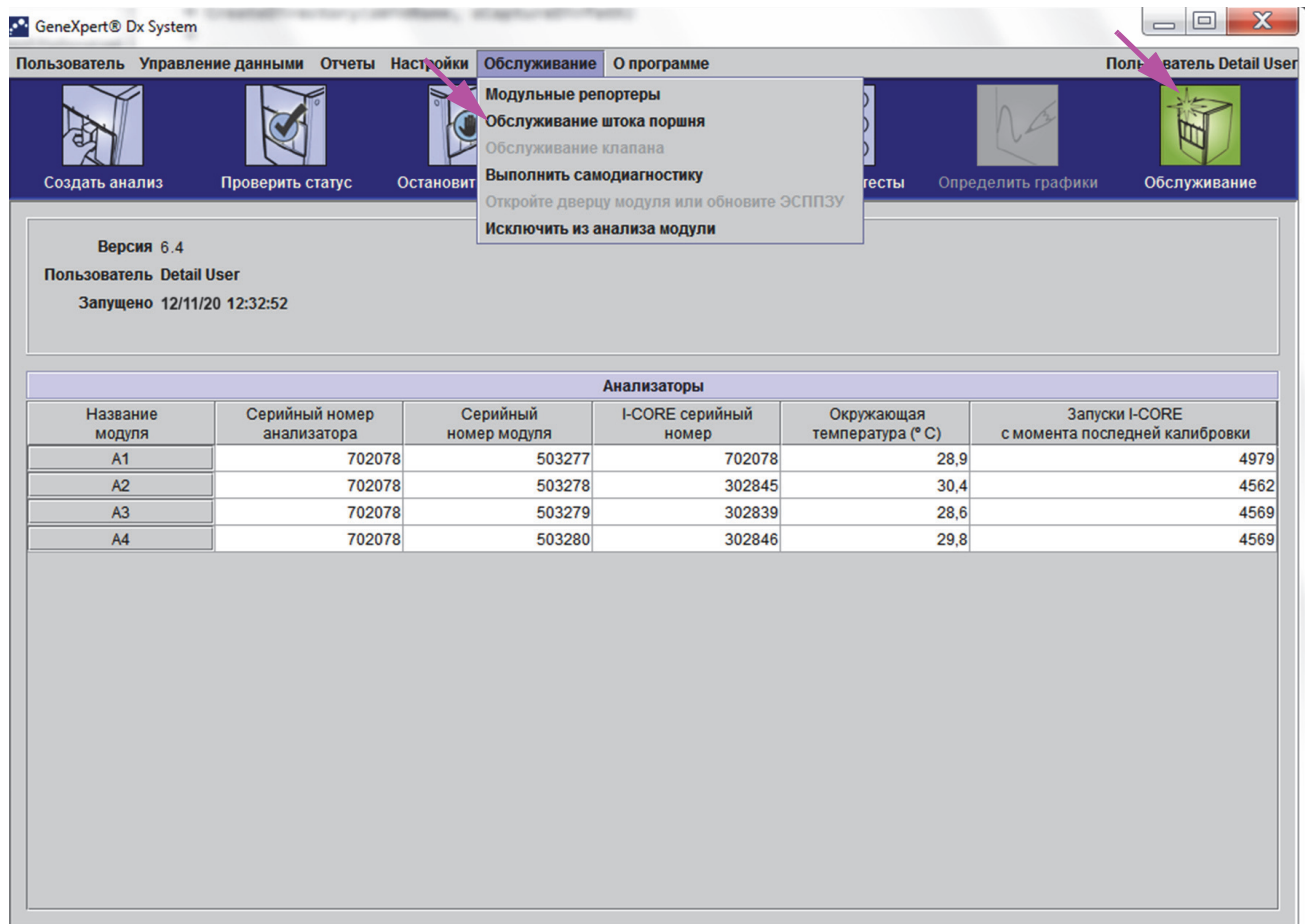 GeneXpert® Dx System
Пользователь Управление данными Отчеты Настройки Обслуживание О программе Пользователь Detail User
Модульные репортеры
Обслуживание штока поршня
Обслуживание клапана
Выполнить самодиагностику
Откройте дверцу модуля или обновите ЭСППЗУ
Исключить из анализа модули
Создать анализ Проверить статус Остановит тесты Определить графики Обслуживание
Версия 6.4
Пользователь Detail User
Запущено 12/11/20 12:32:52
Анализаторы
Название модуля Серийный номер анализатора Серийный номер модуля I-CORE серийный номер Окружающая температура (° C) Запуски I-CORE с момента последней калибровки
A1 702078 503277 702078 28,9 4979
A2 702078 503278 302845 30,4 4562
A3 702078 503279 302839 28,6 4569
A4 702078 503280 302846 29,8 4569